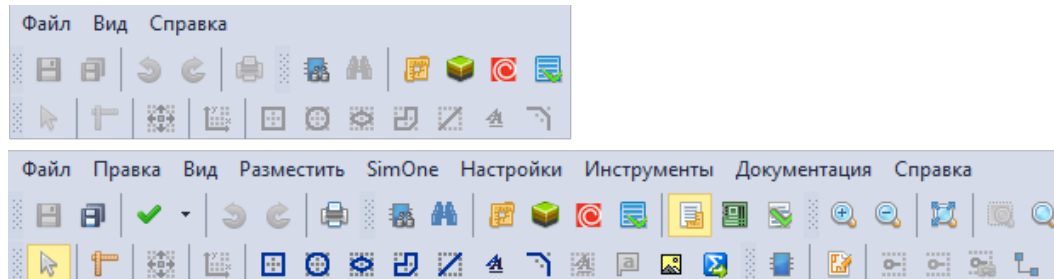 Файл Вид Справка
Файл Правка Вид Разместить SimOne Настройки Инструменты Документация Справка